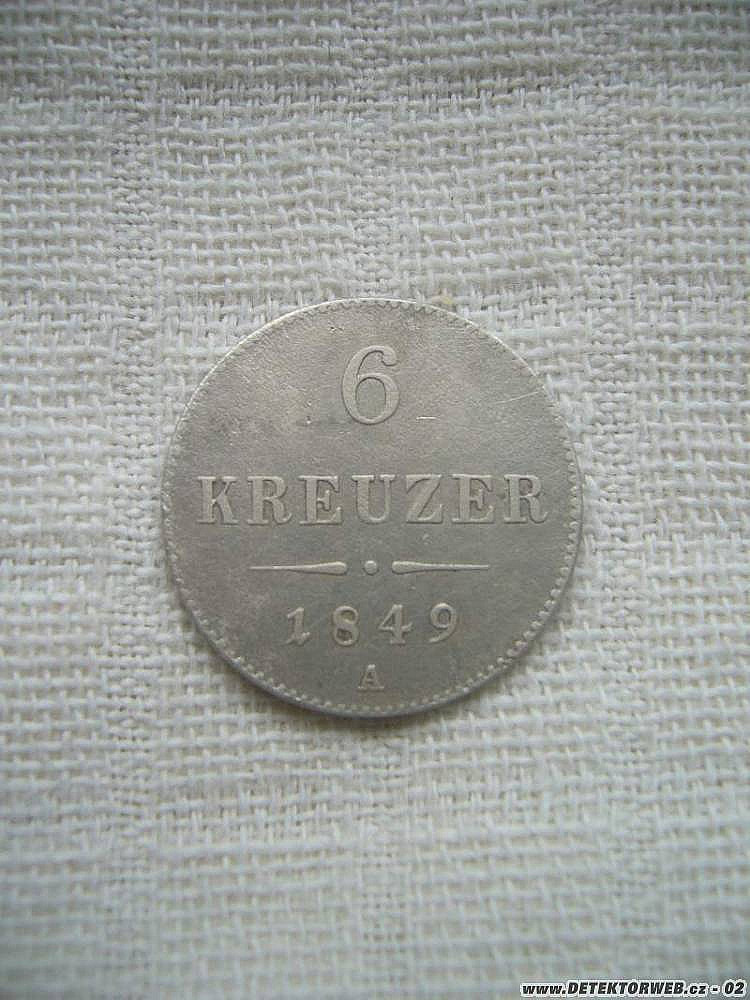 6
KREUZER
1849
A
www.DETEKTORWEB.cz - 02